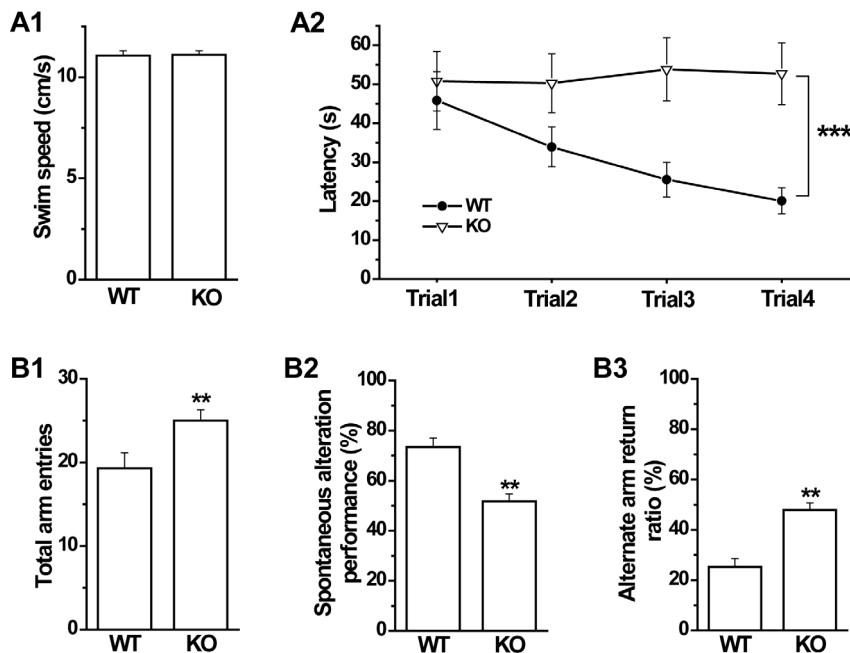 A1
Swim speed (cm/s)
10
5
0
WT
KO
A2
Latency (s)
60
50
40
30
20
10
0
WT
KO
***
Trial1
Trial2
Trial3
Trial4
B1
Total arm entries
30
20
10
0
**
WT
KO
B2
Spontaneous alteration
performance (%)
100
80
60
40
20
0
**
WT
KO
B3
Alternate arm return
ratio (%)
100
80
60
40
20
0
**
WT
KO